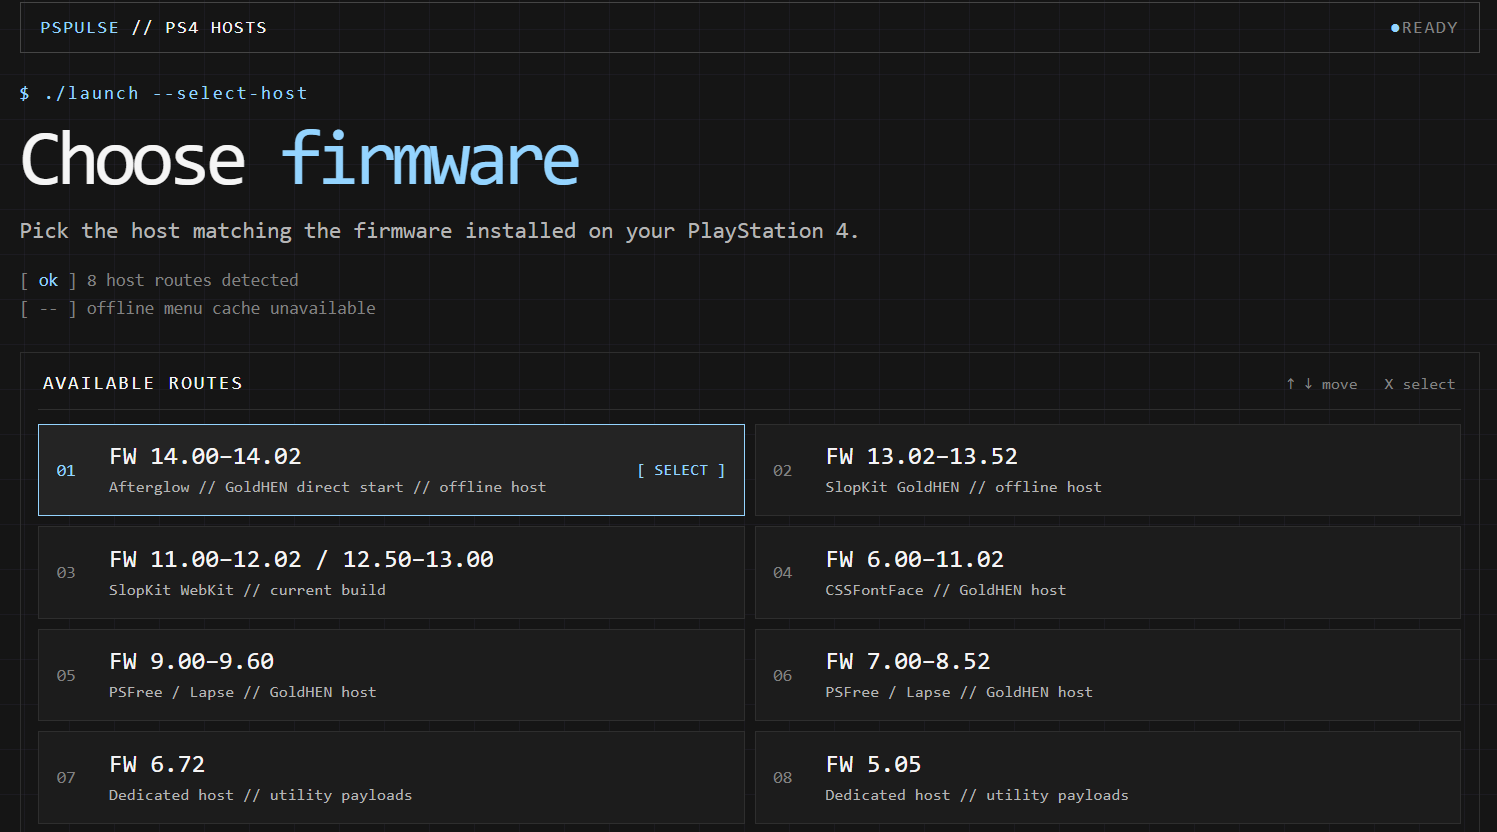 PSPULSE // PS4 HOSTS
READY
$ ./launch --select-host
Choose firmware
Pick the host matching the firmware installed on your PlayStation 4.
[ ok ] 8 host routes detected
[ -- ] offline menu cache unavailable
AVAILABLE ROUTES
↑ ↓ move X select
01
FW 14.00–14.02
Afterglow // GoldHEN direct start // offline host
[ SELECT ]
02
FW 13.02–13.52
SlopKit GoldHEN // offline host
03
FW 11.00–12.02 / 12.50–13.00
SlopKit WebKit // current build
04
FW 6.00–11.02
CSSFontFace // GoldHEN host
05
FW 9.00–9.60
PSFree / Lapse // GoldHEN host
06
FW 7.00–8.52
PSFree / Lapse // GoldHEN host
07
FW 6.72
Dedicated host // utility payloads
08
FW 5.05
Dedicated host // utility payloads